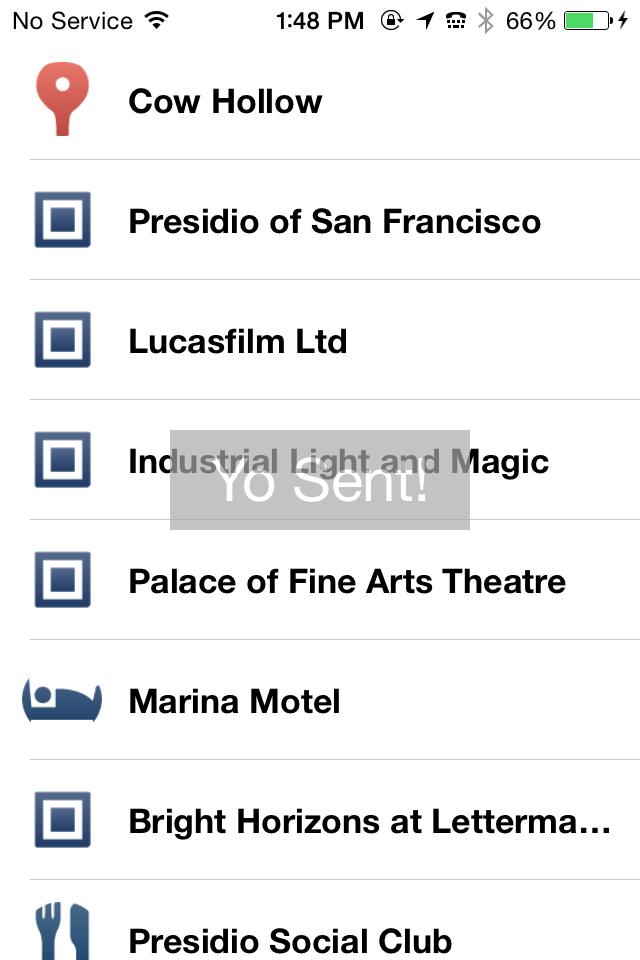 No Service 1:48 PM 66%
Cow Hollow
Presidio of San Francisco
Lucasfilm Ltd
Industrial Light and Magic
Yo Sent!
Palace of Fine Arts Theatre
Marina Motel
Bright Horizons at Letterma...
Presidio Social Club